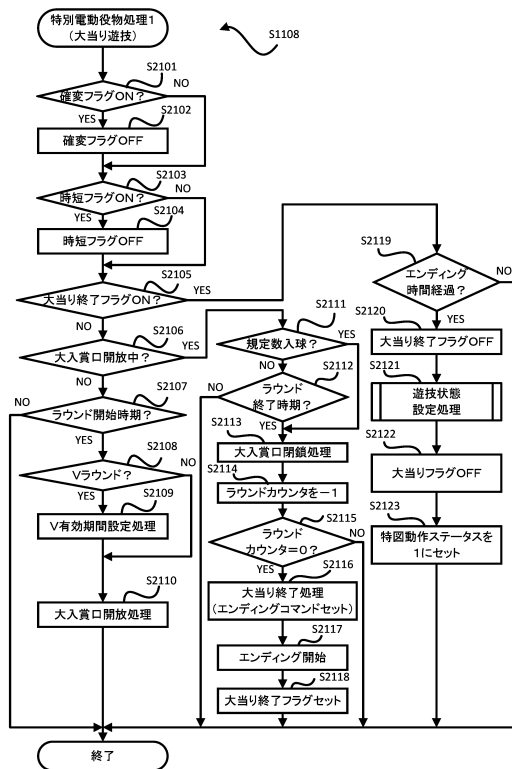 特別電動役物処理1
(大当り遊技)
S1108
S2101
確変フラグON?
NO
YES
S2102
確変フラグOFF
S2103
時短フラグON?
NO
YES
S2104
時短フラグOFF
S2105
大当り終了フラグON?
YES
NO
S2106
大入賞口開放中?
YES
NO
S2107
NO
ラウンド開始時期?
YES
S2108
Vラウンド?
NO
YES
S2109
V有効期間設定処理
S2110
大入賞口開放処理
S2111
規定数入球?
YES
NO
S2112
NO
ラウンド
終了時期?
YES
S2113
大入賞口閉鎖処理
S2114
ラウンドカウンタを−1
S2115
ラウンド
カウンタ=0?
NO
YES
S2116
大当り終了処理
(エンディングコマンドセット)
S2117
エンディング開始
S2118
大当り終了フラグセット
S2119
エンディング
時間経過?
NO
YES
S2120
大当り終了フラグOFF
S2121
遊技状態
設定処理
S2122
大当りフラグOFF
S2123
特図動作ステータスを
1にセット
終了